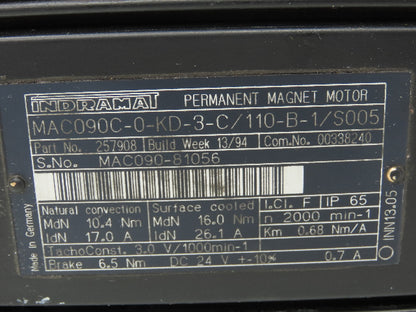 INDRAMAT PERMANENT MAGNET MOTOR
MAC090C-0-KD-3-C/110-B-1/S005
Part No. 257908 Build Week 13/94 Com.No. 00338240
S.No. MAC090-81056
Natural convection Surface cooled I.Cl. F IP 65
MdN 10.4 Nm MdN 16.0 Nm n 2000 min-1
IdN 17.0 A IdN 26.1 A Km 0.68 Nm/A
TachoConst. 3.0 V/1000min-1
Brake 6.5 Nm DC 24 V +-10% 0.7 A
Made in Germany
INN13.05